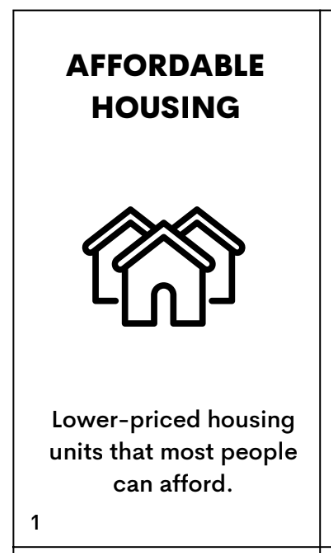 AFFORDABLE
HOUSING
Lower-priced housing
units that most people
can afford.
1